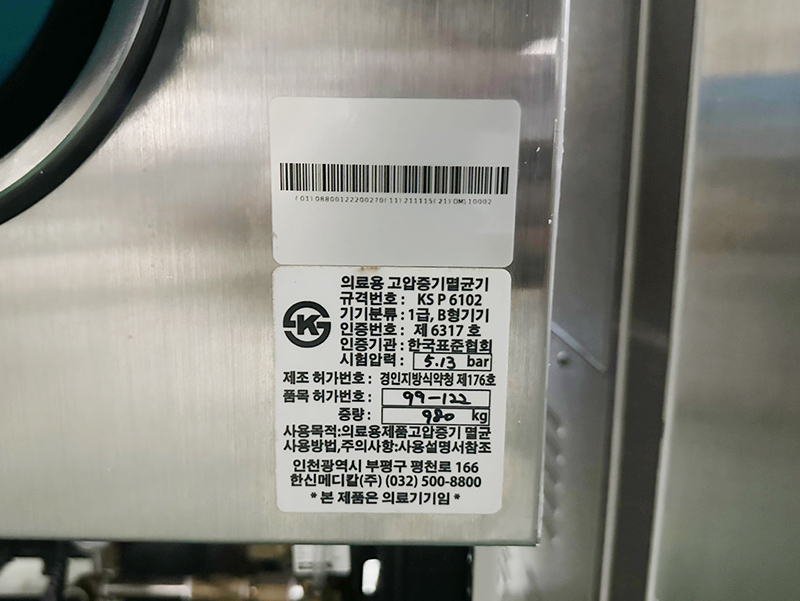 (01)08800122200270(11)211115(21)OM10002
의료용 고압증기멸균기
규격번호 : KS P 6102
기기분류 : 1급, B형기기
인증번호 : 제 6317 호
인증기관 : 한국표준협회
시험압력 : 5.13 bar
제조 허가번호 : 경인지방식약청 제176호
품목 허가번호 : 99-122
중량 : 980 kg
사용목적:의료용제품고압증기 멸균
사용방법,주의사항:사용설명서참조
인천광역시 부평구 평천로 166
한신메디칼(주) (032) 500-8800
* 본 제품은 의료기기임 *